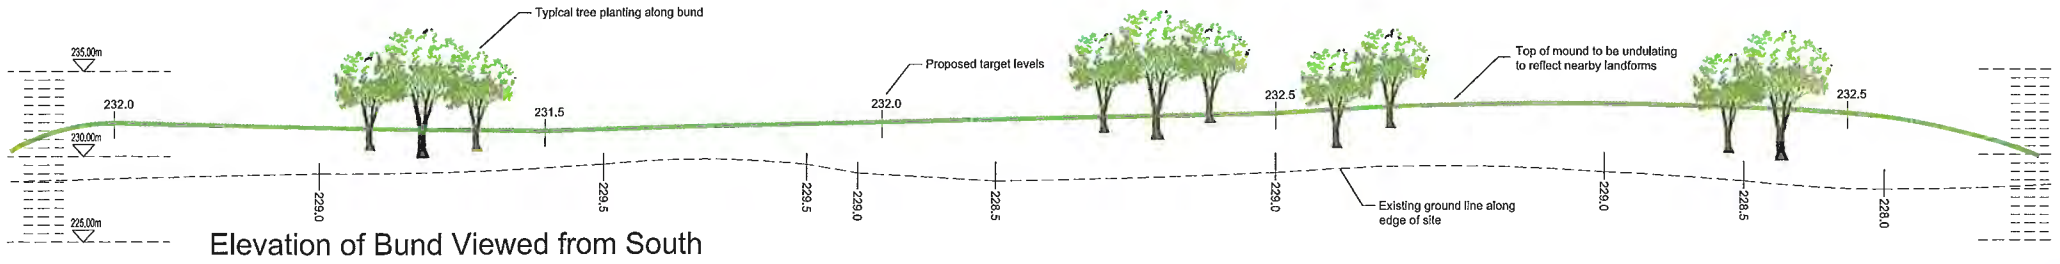 Typical tree planting along bund
235.00m
Proposed target levels
Top of mound to be undulating
to reflect nearby landforms
232.0
231.5
232.0
232.5
232.5
230.00m
229.0
229.5
229.5
229.0
228.5
229.0
229.0
228.5
228.0
Existing ground line along
edge of site
225.00m
Elevation of Bund Viewed from South